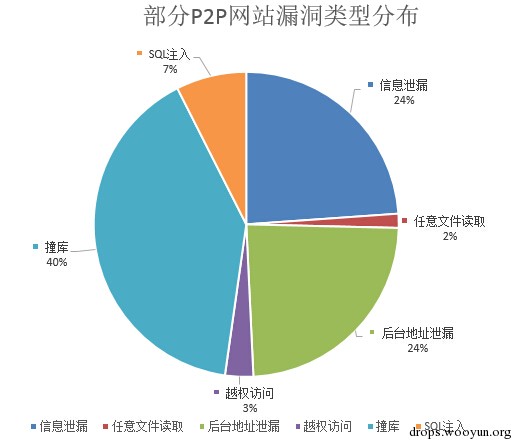 部分P2P网站漏洞类型分布
SQL注入
7%
信息泄漏
24%
任意文件读取
2%
撞库
40%
后台地址泄漏
24%
越权访问
3%
信息泄漏 任意文件读取 后台地址泄漏 越权访问 撞库 SQL注入
drops.wooyun.org